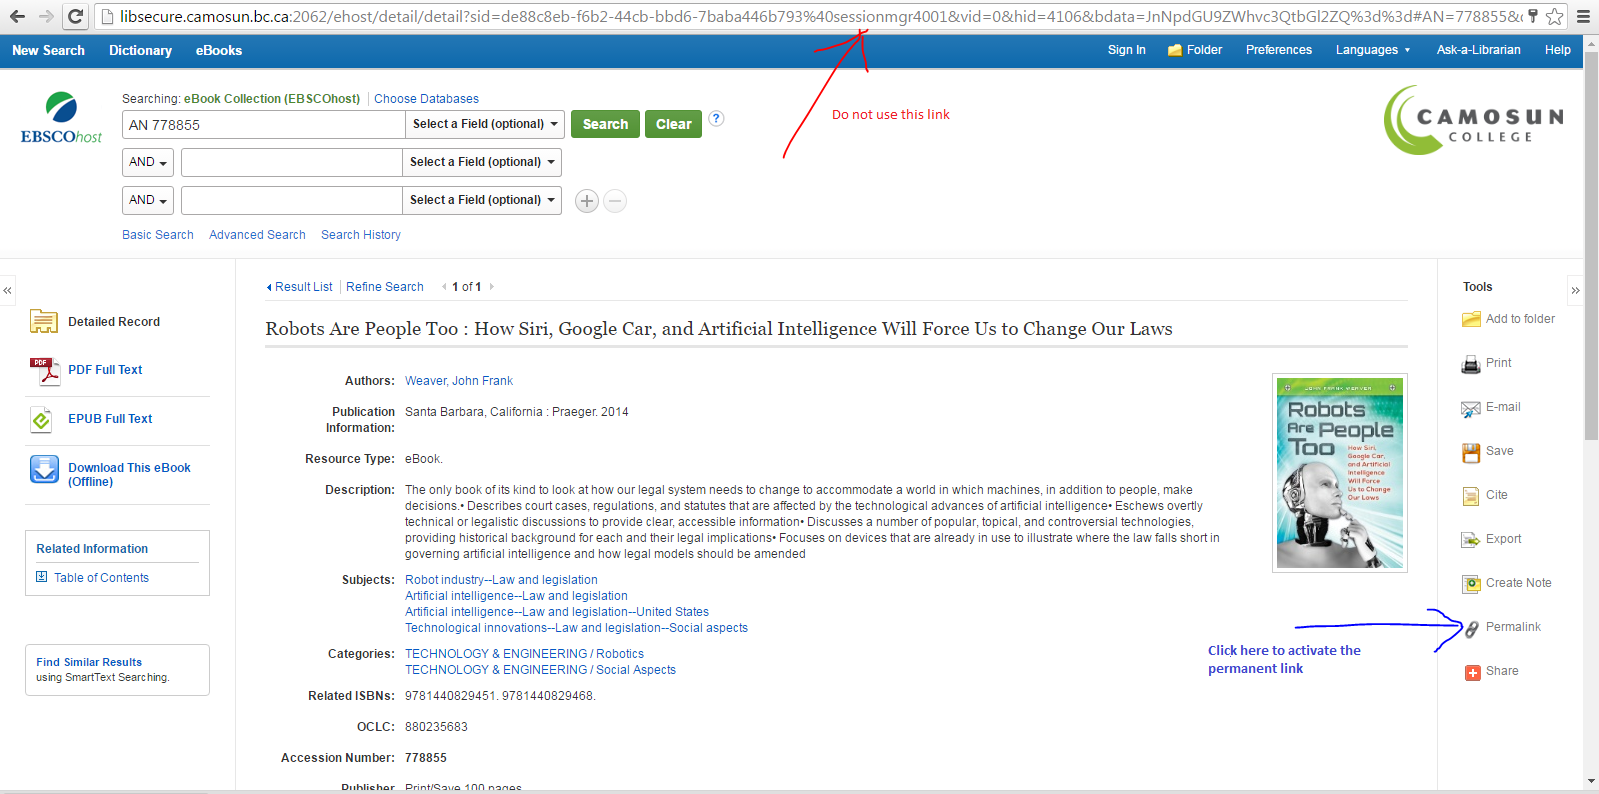 libsecure.camosun.bc.ca:2062/ehost/detail/detail?sid=de88c8eb-f6b2-44cb-bbd6-7baba446b793%40sessionmgr4001&vid=0&hid=4106&bdata=JnNpdGU9ZWhvc3QtbGl2ZQ%3d%3d#AN=778855&
New Search Dictionary eBooks Sign In Folder Preferences Languages Ask-a-Librarian Help
Searching: eBook Collection (EBSCOhost) Choose Databases
AN 778855 Select a Field (optional) Search Clear ?
Do not use this link
EBSCOhost
CAMOSUN
COLLEGE
AND Select a Field (optional)
AND Select a Field (optional)
Basic Search Advanced Search Search History
« Result List Refine Search 1 of 1 Tools »
Detailed Record
PDF
PDF Full Text
EPUB Full Text
Download This eBook
(Offline)
Related Information
Table of Contents
Find Similar Results
using SmartText Searching.
Robots Are People Too : How Siri, Google Car, and Artificial Intelligence Will Force Us to Change Our Laws
Authors: Weaver, John Frank
Publication
Information: Santa Barbara, California : Praeger. 2014
Resource Type: eBook.
Description: The only book of its kind to look at how our legal system needs to change to accommodate a world in which machines, in addition to people, make
decisions.• Describes court cases, regulations, and statutes that are affected by the technological advances of artificial intelligence• Eschews overtly
technical or legalistic discussions to provide clear, accessible information• Discusses a number of popular, topical, and controversial technologies,
providing historical background for each and their legal implications• Focuses on devices that are already in use to illustrate where the law falls short in
governing artificial intelligence and how legal models should be amended
Subjects: Robot industry--Law and legislation
Artificial intelligence--Law and legislation
Artificial intelligence--Law and legislation--United States
Technological innovations--Law and legislation--Social aspects
Categories: TECHNOLOGY & ENGINEERING / Robotics
TECHNOLOGY & ENGINEERING / Social Aspects
Related ISBNs: 9781440829451. 9781440829468.
OCLC: 880235683
Accession Number: 778855
Publisher Print/Save 100 pages
JOHN FRANK WEAVER
Robots
Are People
Too
How Siri,
Google Car,
and Artificial
Intelligence
Will Force
Us to Change
Our Laws
Click here to activate the
permanent link
Add to folder
Print
E-mail
Save
Cite
Export
Create Note
Permalink
Share